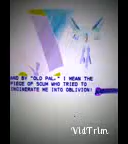 AND BY "OLD PAL," I MEAN THE
PIECE OF SCUM WHO TRIED TO
INCINERATE ME INTO OBLIVION!
VidTrim